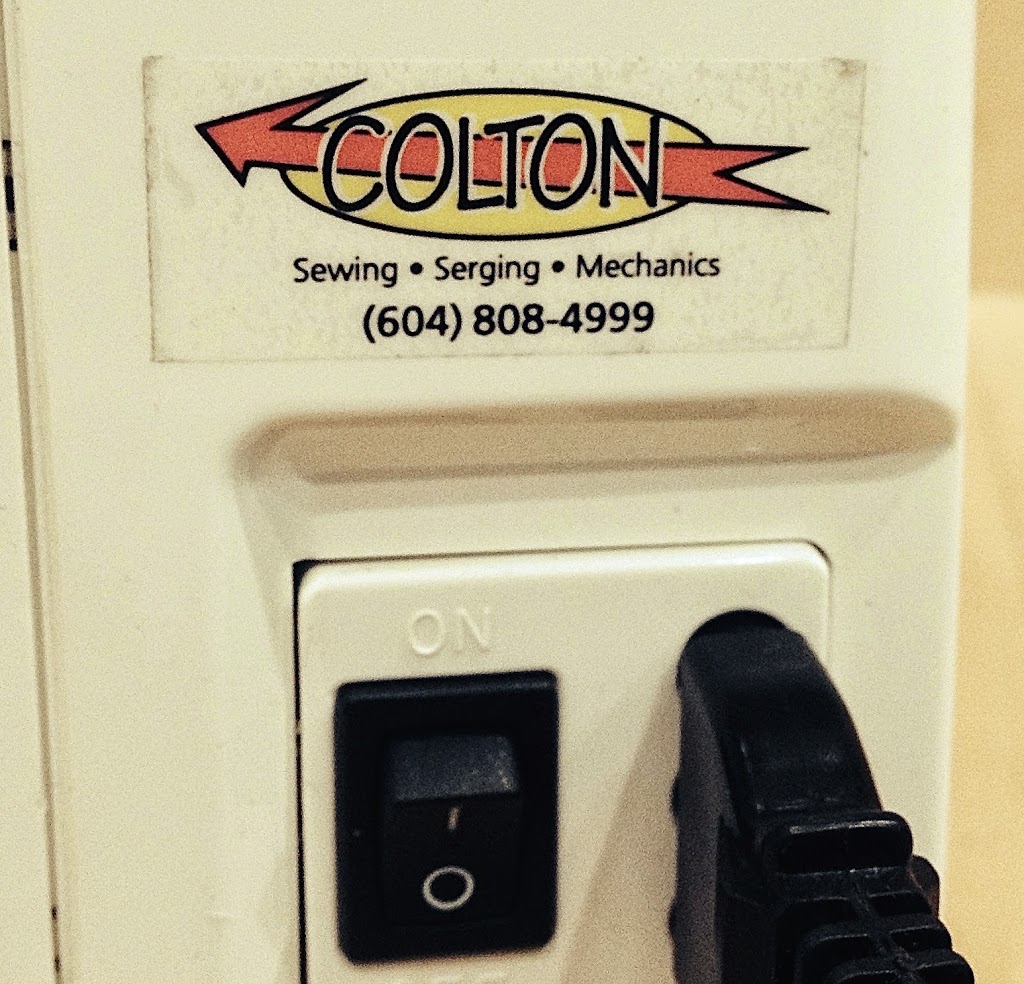 COLTON
Sewing • Serging • Mechanics
(604) 808-4999
ON